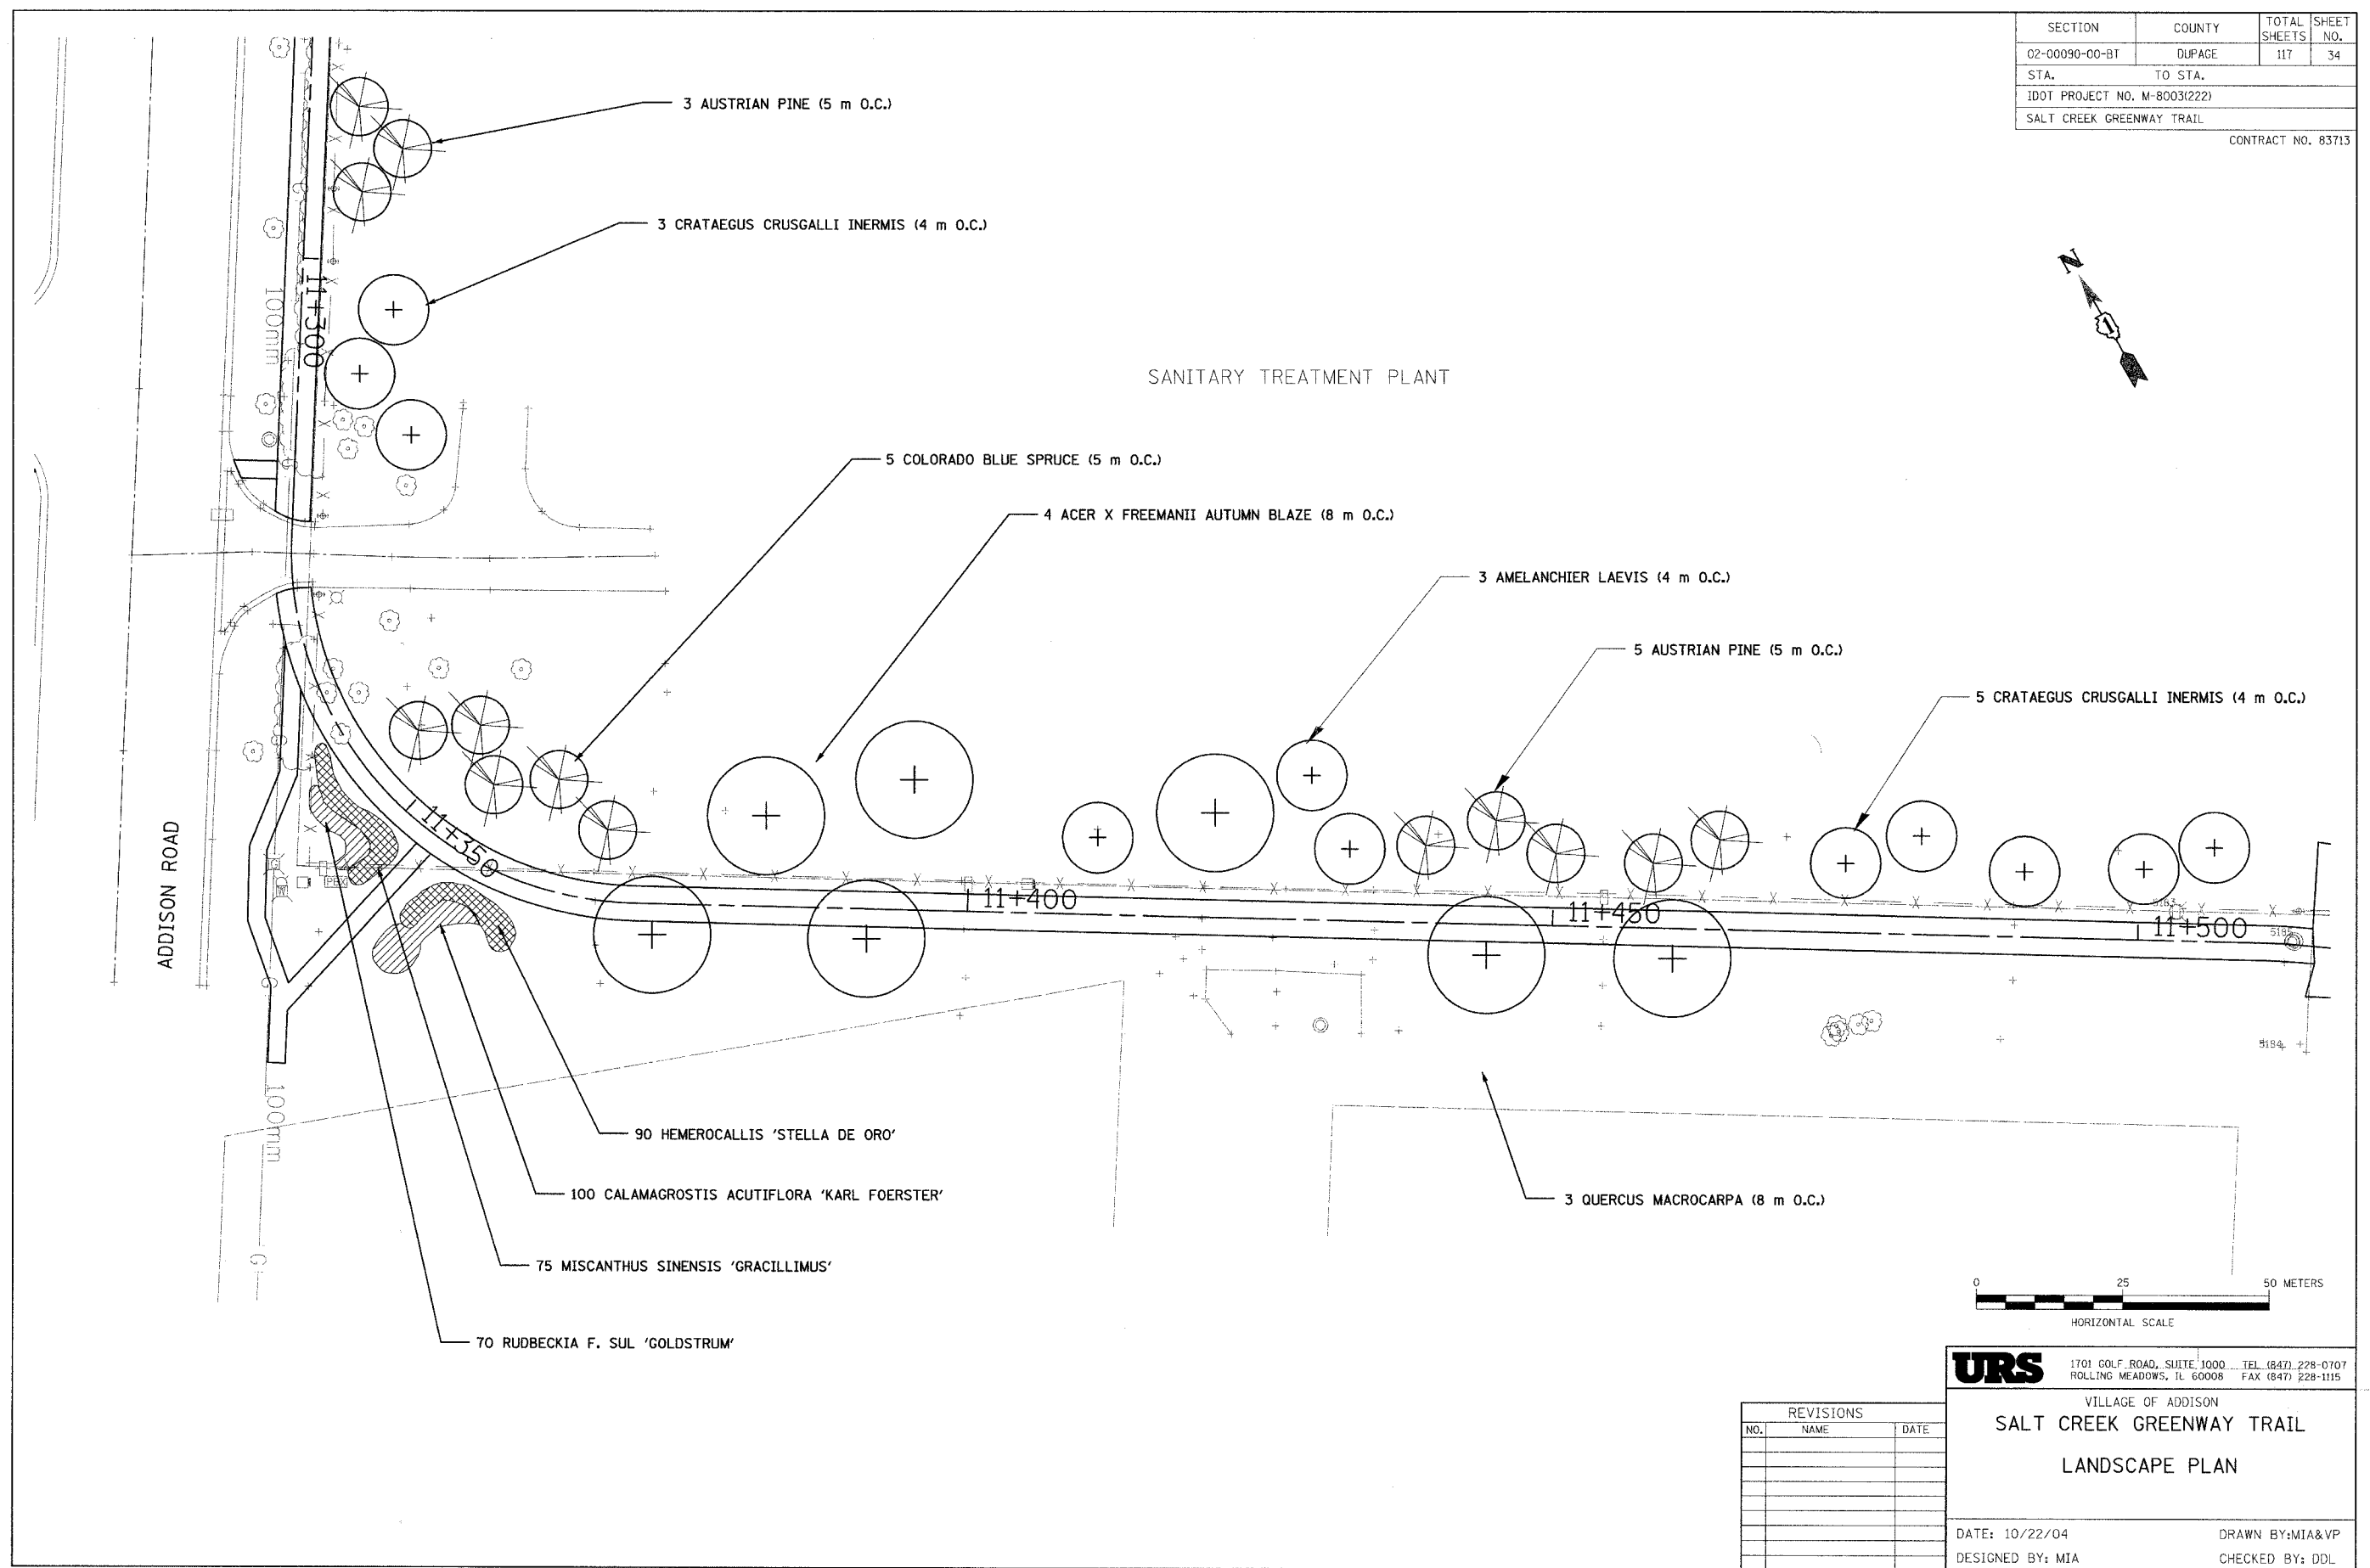 SECTION COUNTY TOTAL SHEETS SHEET NO.
02-00090-00-BT DUPAGE 117 34
STA. TO STA.
IDOT PROJECT NO. M-8003(222)
SALT CREEK GREENWAY TRAIL
CONTRACT NO. 83713
3 AUSTRIAN PINE (5 m O.C.)
3 CRATAEGUS CRUSGALLI INERMIS (4 m O.C.)
N
1
100mm
11+300
SANITARY TREATMENT PLANT
5 COLORADO BLUE SPRUCE (5 m O.C.)
4 ACER X FREEMANII AUTUMN BLAZE (8 m O.C.)
3 AMELANCHIER LAEVIS (4 m O.C.)
5 AUSTRIAN PINE (5 m O.C.)
5 CRATAEGUS CRUSGALLI INERMIS (4 m O.C.)
ADDISON ROAD
11+350
11+400
11+450
11+500
5183
5185
5184
G
100mm
G
90 HEMEROCALLIS 'STELLA DE ORO'
100 CALAMAGROSTIS ACUTIFLORA 'KARL FOERSTER'
3 QUERCUS MACROCARPA (8 m O.C.)
75 MISCANTHUS SINENSIS 'GRACILLIMUS'
70 RUDBECKIA F. SUL 'GOLDSTRUM'
0 25 50 METERS
HORIZONTAL SCALE
URS
1701 GOLF ROAD, SUITE 1000 TEL (847) 228-0707
ROLLING MEADOWS, IL 60008 FAX (847) 228-1115
VILLAGE OF ADDISON
SALT CREEK GREENWAY TRAIL
LANDSCAPE PLAN
REVISIONS
NO. NAME DATE
DATE: 10/22/04 DRAWN BY:MIA&VP
DESIGNED BY: MIA CHECKED BY: DDL